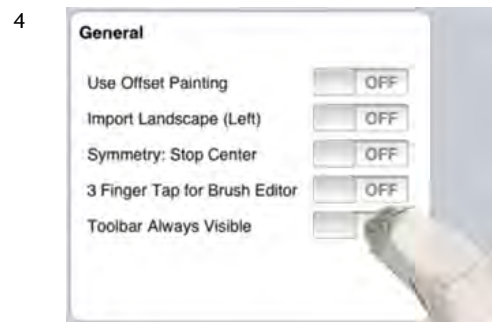 4
General
Use Offset Painting OFF
Import Landscape (Left) OFF
Symmetry: Stop Center OFF
3 Finger Tap for Brush Editor OFF
Toolbar Always Visible